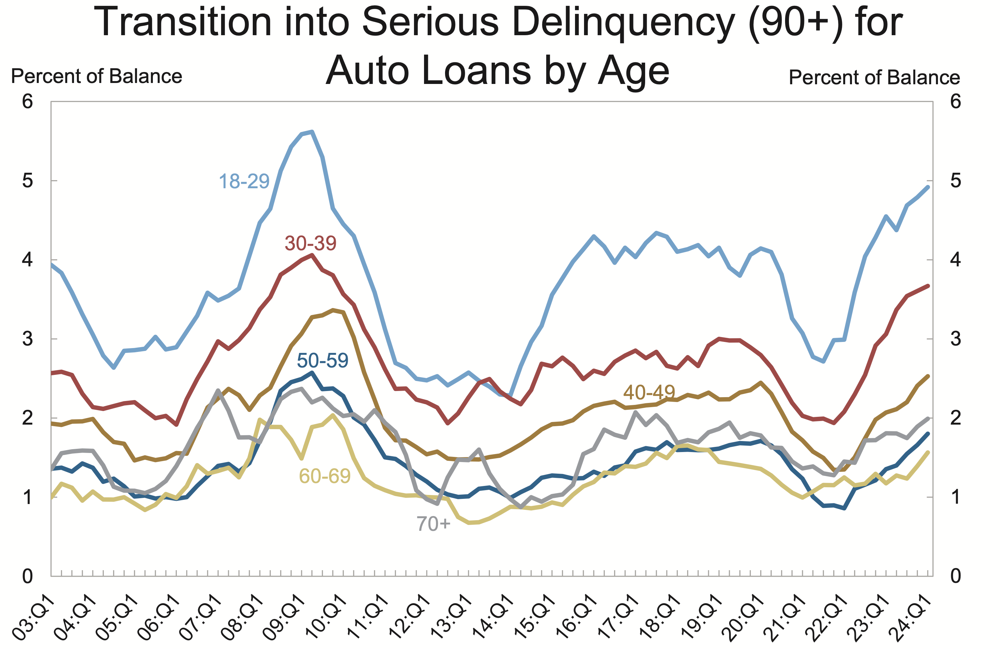 Transition into Serious Delinquency (90+) for
Auto Loans by Age
Percent of Balance
Percent of Balance
6
6
5
5
4
4
3
3
2
2
1
1
0
0
18-29
30-39
50-59
40-49
60-69
70+
03:Q1
04:Q1
05:Q1
06:Q1
07:Q1
08:Q1
09:Q1
10:Q1
11:Q1
12:Q1
13:Q1
14:Q1
15:Q1
16:Q1
17:Q1
18:Q1
19:Q1
20:Q1
21:Q1
22:Q1
23:Q1
24:Q1